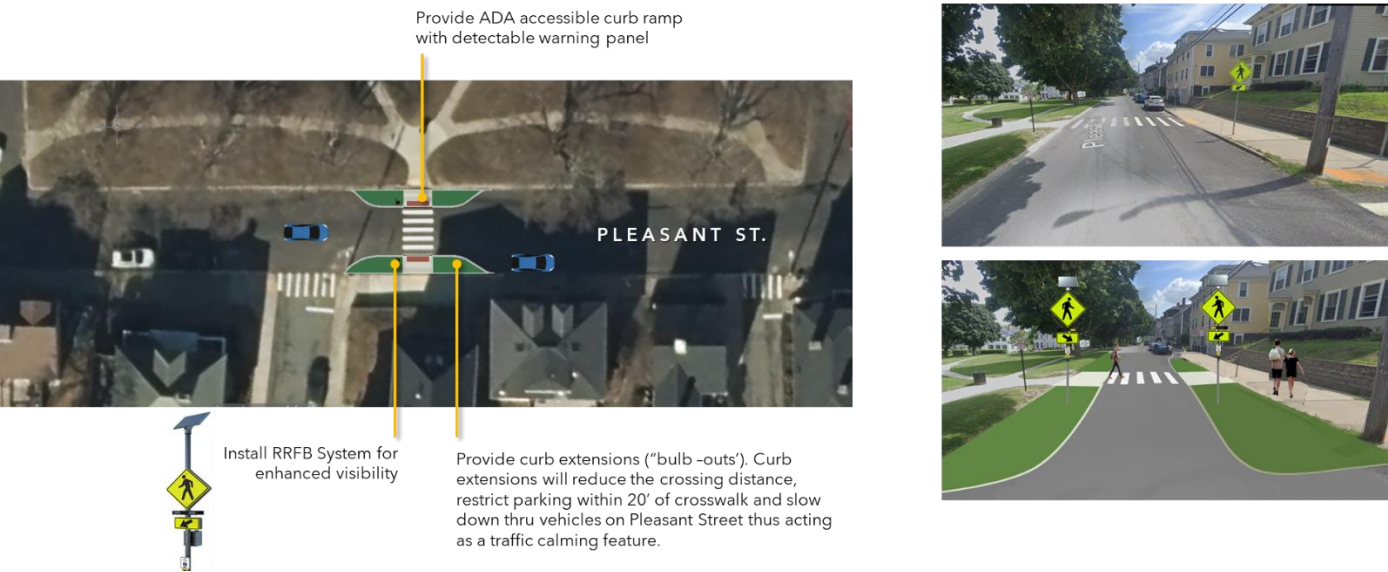 Provide ADA accessible curb ramp
with detectable warning panel
PLEASANT ST.
Install RRFB System for
enhanced visibility
Provide curb extensions (“bulb –outs’). Curb
extensions will reduce the crossing distance,
restrict parking within 20’ of crosswalk and slow
down thru vehicles on Pleasant Street thus acting
as a traffic calming feature.